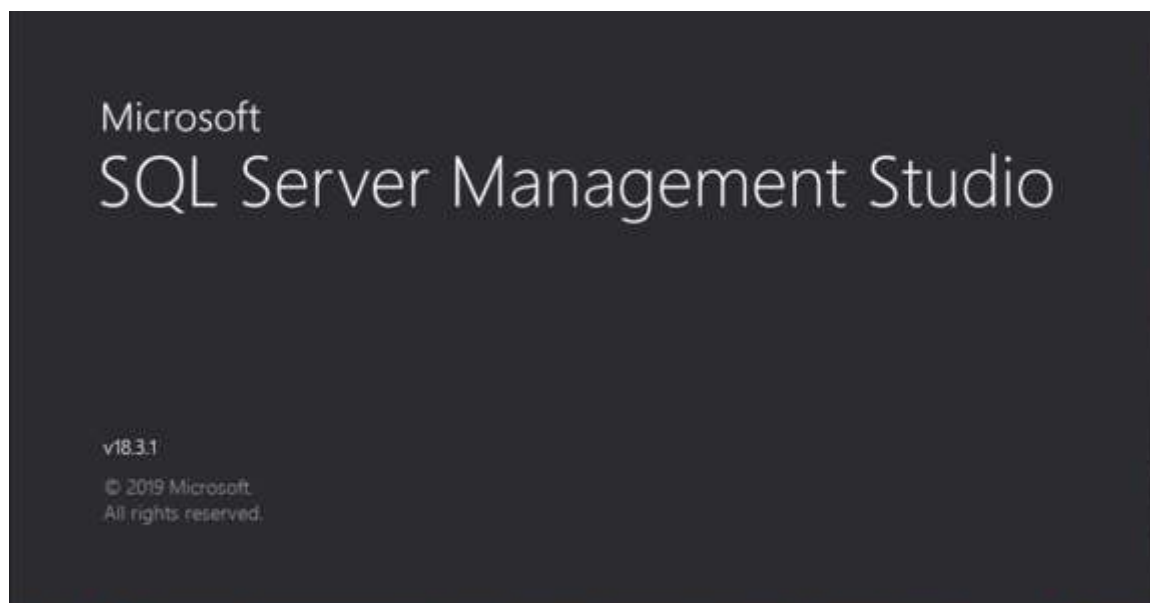 Microsoft
SQL Server Management Studio
v18.3.1
© 2019 Microsoft.
All rights reserved.